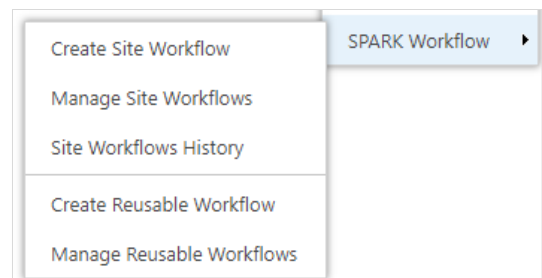 SPARK Workflow
Create Site Workflow
Manage Site Workflows
Site Workflows History
Create Reusable Workflow
Manage Reusable Workflows